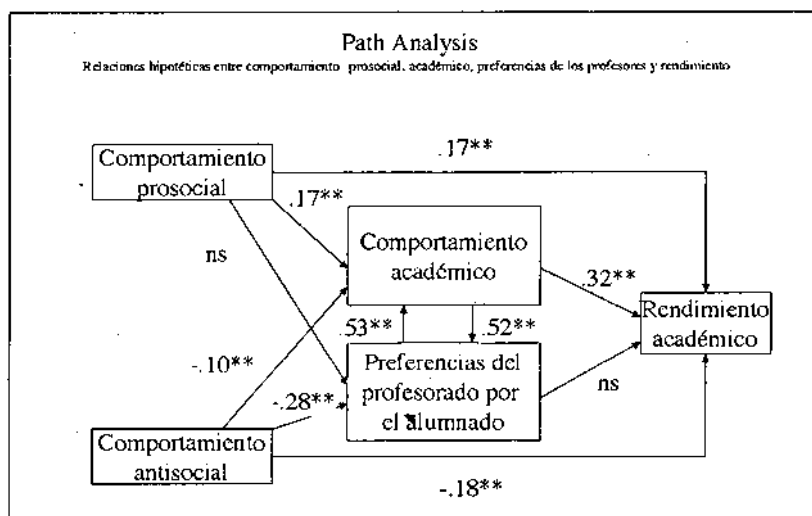 Path Analysis
Relaciones hipotéticas entre comportamiento prosocial, académico, preferencias de los profesores y rendimiento
Comportamiento
prosocial
.17**
.17**
ns
Comportamiento
académico
.32**
Rendimiento
académico
.53**
.52**
-.10**
Preferencias del
profesorado por
el alumnado
ns
-.28**
Comportamiento
antisocial
-.18**